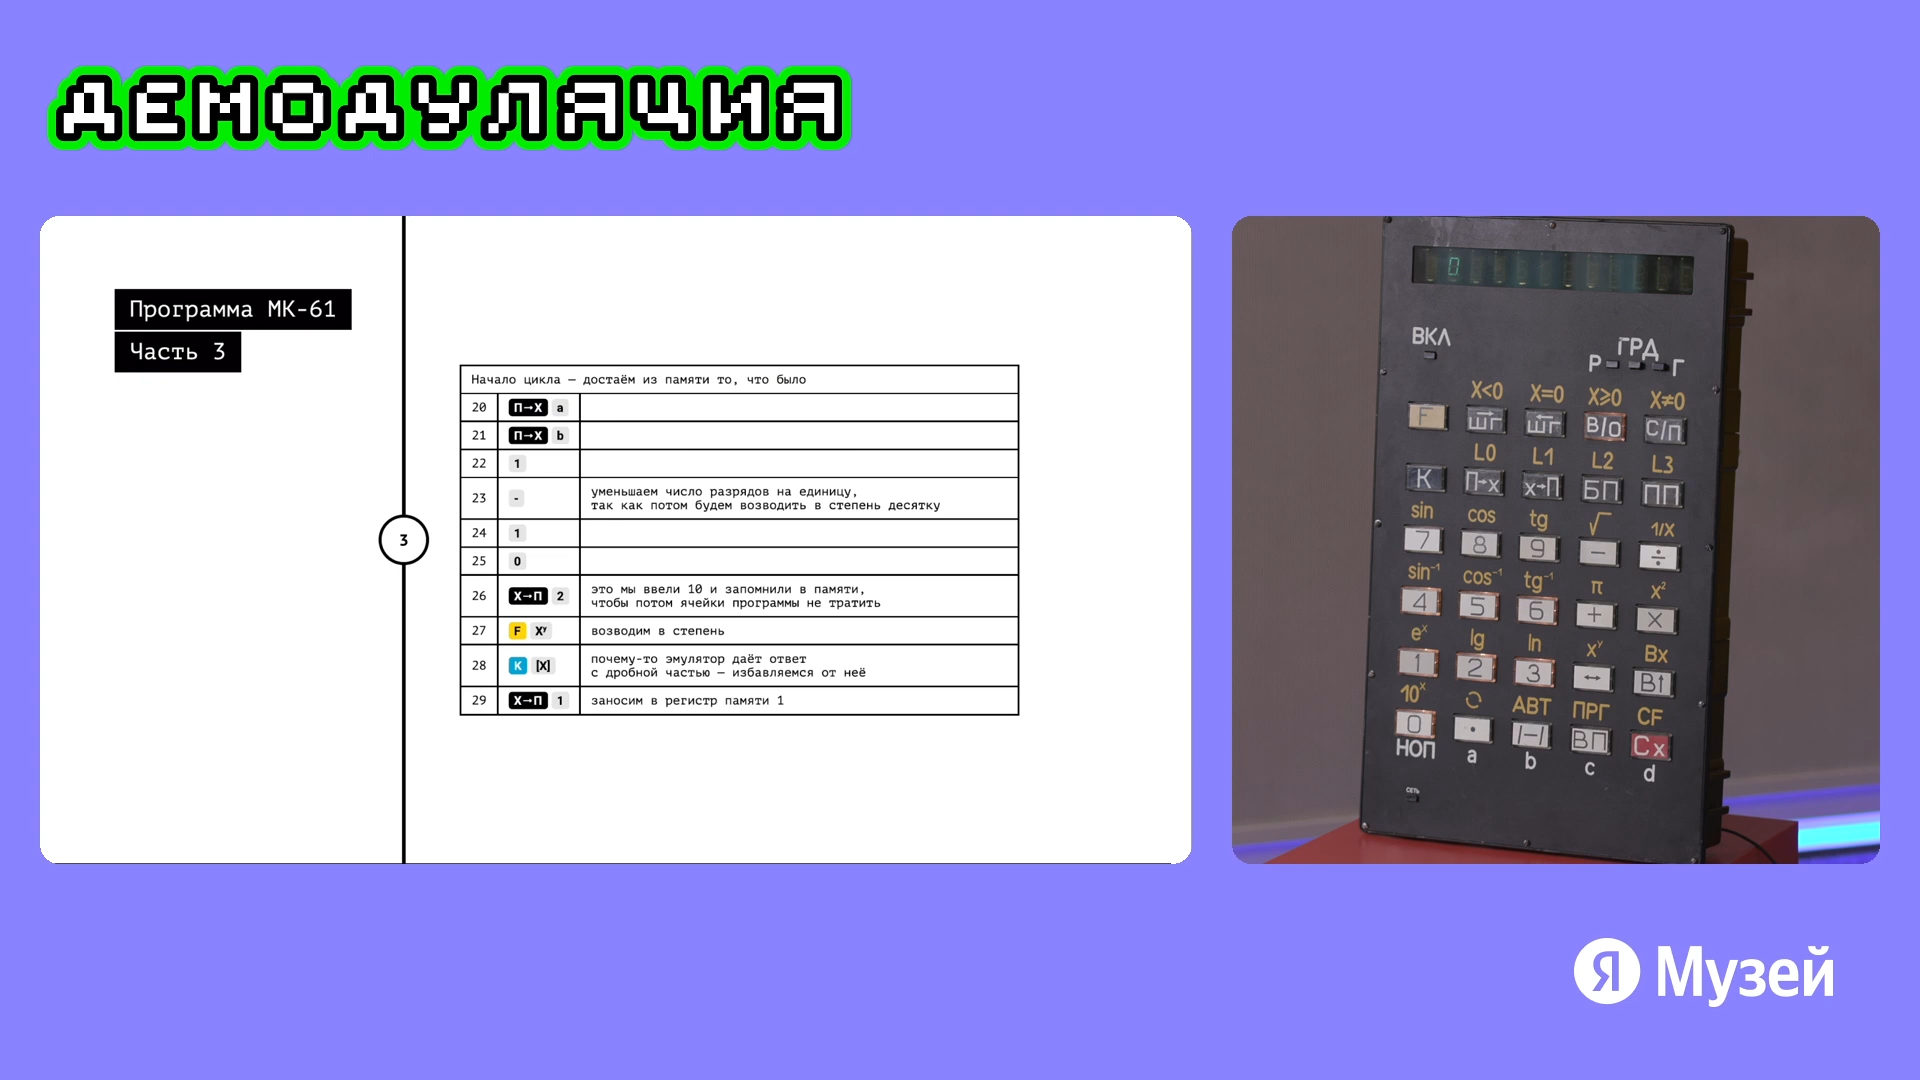 ДЕМОДУЛЯЦИЯ
Программа МК-61
Часть 3
3
Начало цикла — достаём из памяти то, что было
20 П→X a
21 П→X b
22 1
23 - уменьшаем число разрядов на единицу,
так как потом будем возводить в степень десятку
24 1
25 0
26 X→П 2 это мы ввели 10 и запомнили в памяти,
чтобы потом ячейки программы не тратить
27 F Xʸ возводим в степень
28 K [X] почему-то эмулятор даёт ответ
с дробной частью — избавляемся от неё
29 X→П 1 заносим в регистр памяти 1
0
ВКЛ
Р ГРД Г
X<0 X=0 X≥0 X≠0
F ШГ ШГ В/О С/П
L0 L1 L2 L3
К П→x x→П БП ПП
sin cos tg √ 1/X
7 8 9 − ÷
sin⁻¹ cos⁻¹ tg⁻¹ π x²
4 5 6 + X
eˣ lg ln xʸ Вx
1 2 3 ↔ В↑
10ˣ АВТ ПРГ CF
0 · /−/ ВП Cx
НОП a b c d
сеть
Я Музей